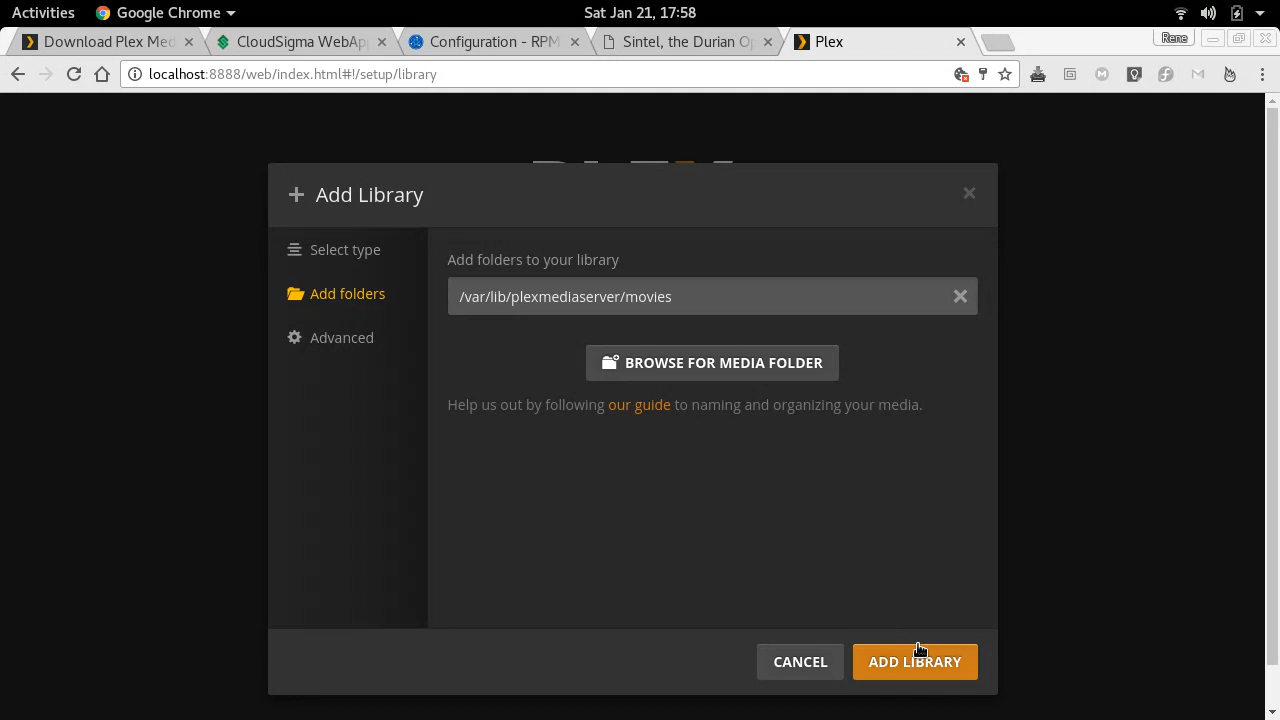 Activities Google Chrome Sat Jan 21, 17:58
Download Plex Med CloudSigma WebAp Configuration - RPM Sintel, the Durian Op Plex Rene
localhost:8888/web/index.html#!/setup/library
Add Library
Select type
Add folders to your library
Add folders
/var/lib/plexmediaserver/movies
Advanced
BROWSE FOR MEDIA FOLDER
Help us out by following our guide to naming and organizing your media.
CANCEL ADD LIBRARY